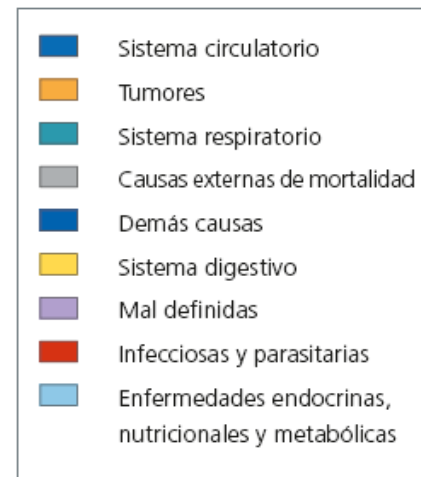 Sistema circulatorio
Tumores
Sistema respiratorio
Causas externas de mortalidad
Demás causas
Sistema digestivo
Mal definidas
Infecciosas y parasitarias
Enfermedades endocrinas,
nutricionales y metabólicas